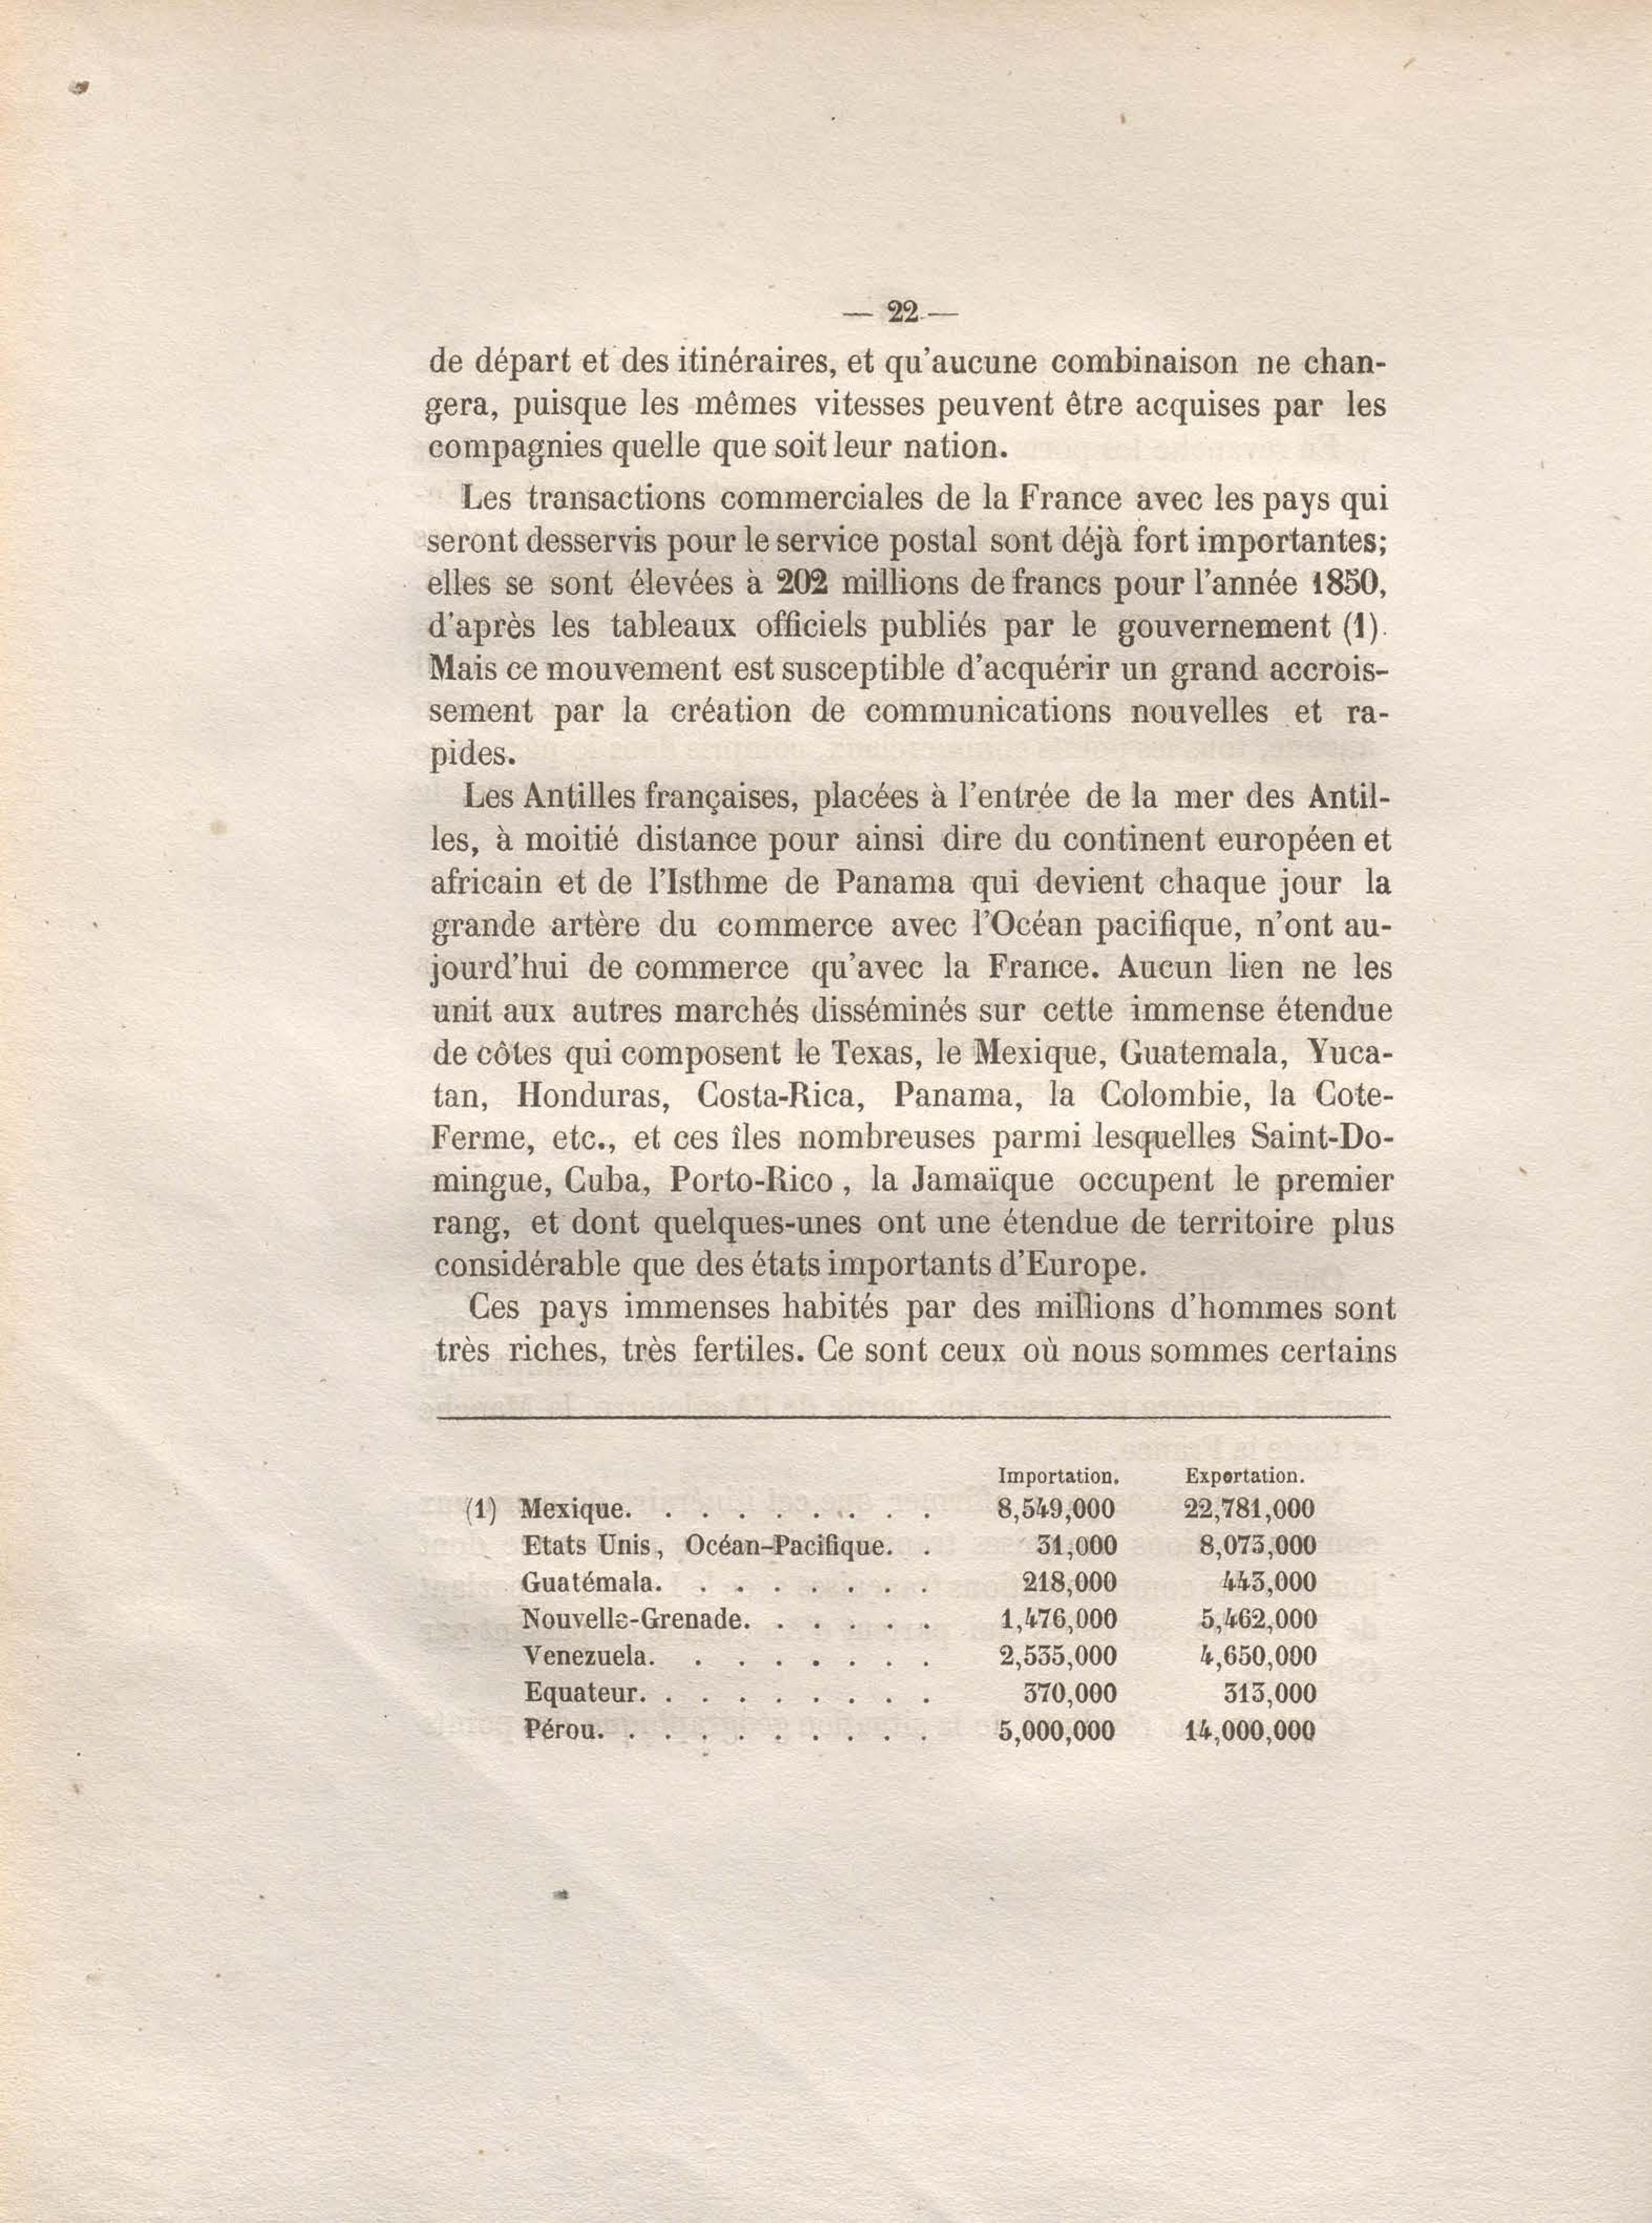 — 22 —
de départ et des itinéraires, et qu'aucune combinaison ne chan-
gera, puisque les mêmes vitesses peuvent être acquises par les
compagnies quelle que soit leur nation.
Les transactions commerciales de la France avec les pays qui
seront desservis pour le service postal sont déjà fort importantes;
elles se sont élevées à 202 millions de francs pour l'année 1850,
d'après les tableaux officiels publiés par le gouvernement (1).
Mais ce mouvement est susceptible d'acquérir un grand accrois-
sement par la création de communications nouvelles et ra-
pides.
Les Antilles françaises, placées à l'entrée de la mer des Antil-
les, à moitié distance pour ainsi dire du continent européen et
africain et de l'Isthme de Panama qui devient chaque jour la
grande artère du commerce avec l'Océan pacifique, n'ont au-
jourd'hui de commerce qu'avec la France. Aucun lien ne les
unit aux autres marchés disséminés sur cette immense étendue
de côtes qui composent le Texas, le Mexique, Guatemala, Yuca-
tan, Honduras, Costa-Rica, Panama, la Colombie, la Cote-
Ferme, etc., et ces îles nombreuses parmi lesquelles Saint-Do-
mingue, Cuba, Porto-Rico, la Jamaïque occupent le premier
rang, et dont quelques-unes ont une étendue de territoire plus
considérable que des états importants d'Europe.
Ces pays immenses habités par des millions d'hommes sont
très riches, très fertiles. Ce sont ceux où nous sommes certains
Importation. Exportation.
(1) Mexique. . . . . . . . . 8,549,000 22,781,000
Etats Unis, Océan-Pacifique. . 31,000 8,073,000
Guatémala. . . . . . . . 218,000 443,000
Nouvelle-Grenade. . . . . . 1,476,000 5,462,000
Venezuela. . . . . . . . 2,535,000 4,650,000
Equateur. . . . . . . . . 370,000 313,000
Pérou. . . . . . . . . . 5,000,000 14,000,000